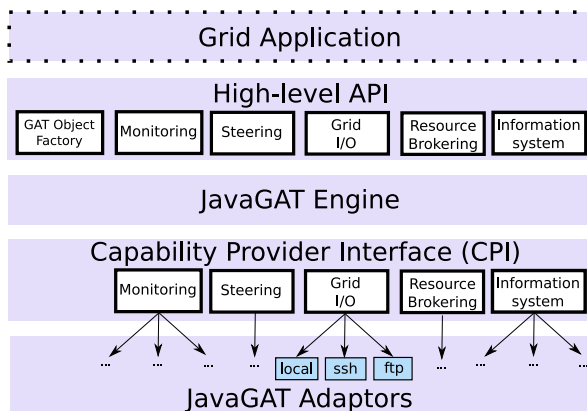 Grid Application
High-level API
GAT Object
Factory
Monitoring
Steering
Grid
I/O
Resource
Brokering
Information
system
JavaGAT Engine
Capability Provider Interface (CPI)
Monitoring
Steering
Grid
I/O
Resource
Brokering
Information
system
... ... ... ... local ssh ftp ... ... ... ...
JavaGAT Adaptors